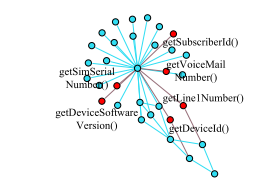 getSubscriberId()
getVoiceMail
Number()
getSimSerial
Number()
getLine1Number()
getDeviceSoftware
Version()
getDeviceId()